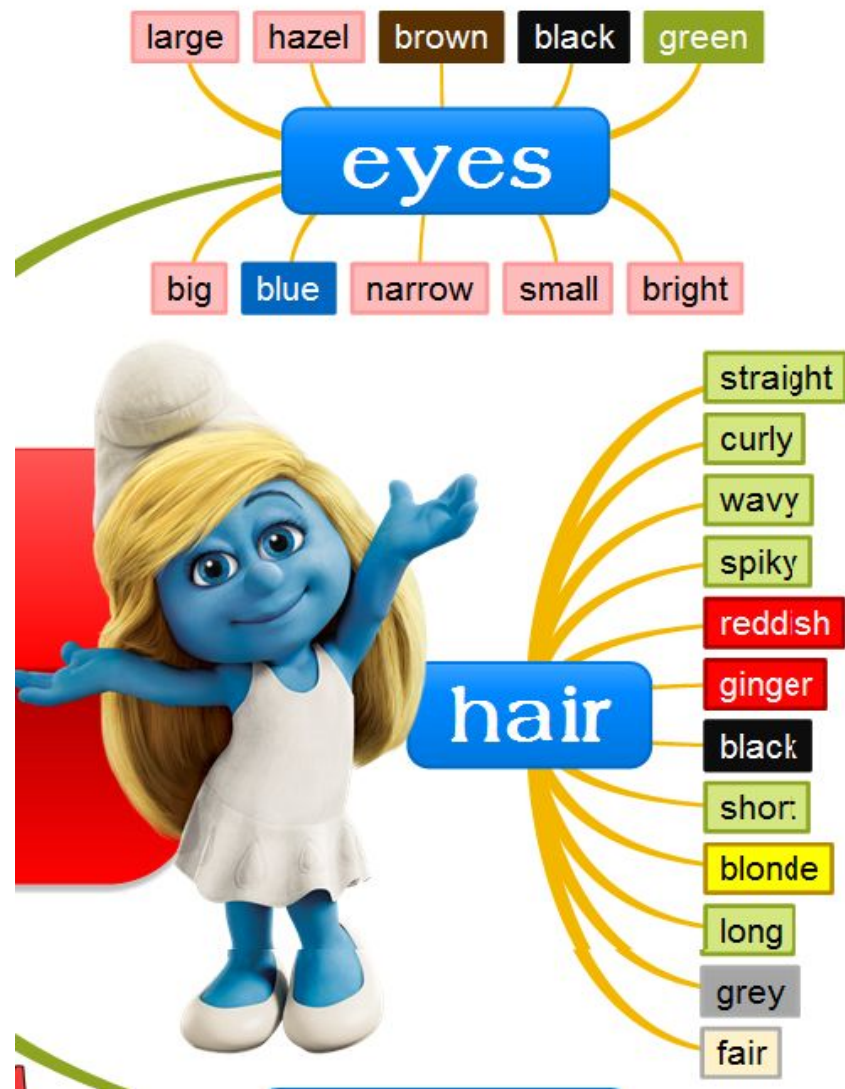 large hazel brown black green
eyes
big blue narrow small bright
straight
curly
wavy
spiky
reddish
ginger
hair
black
short
blonde
long
grey
fair